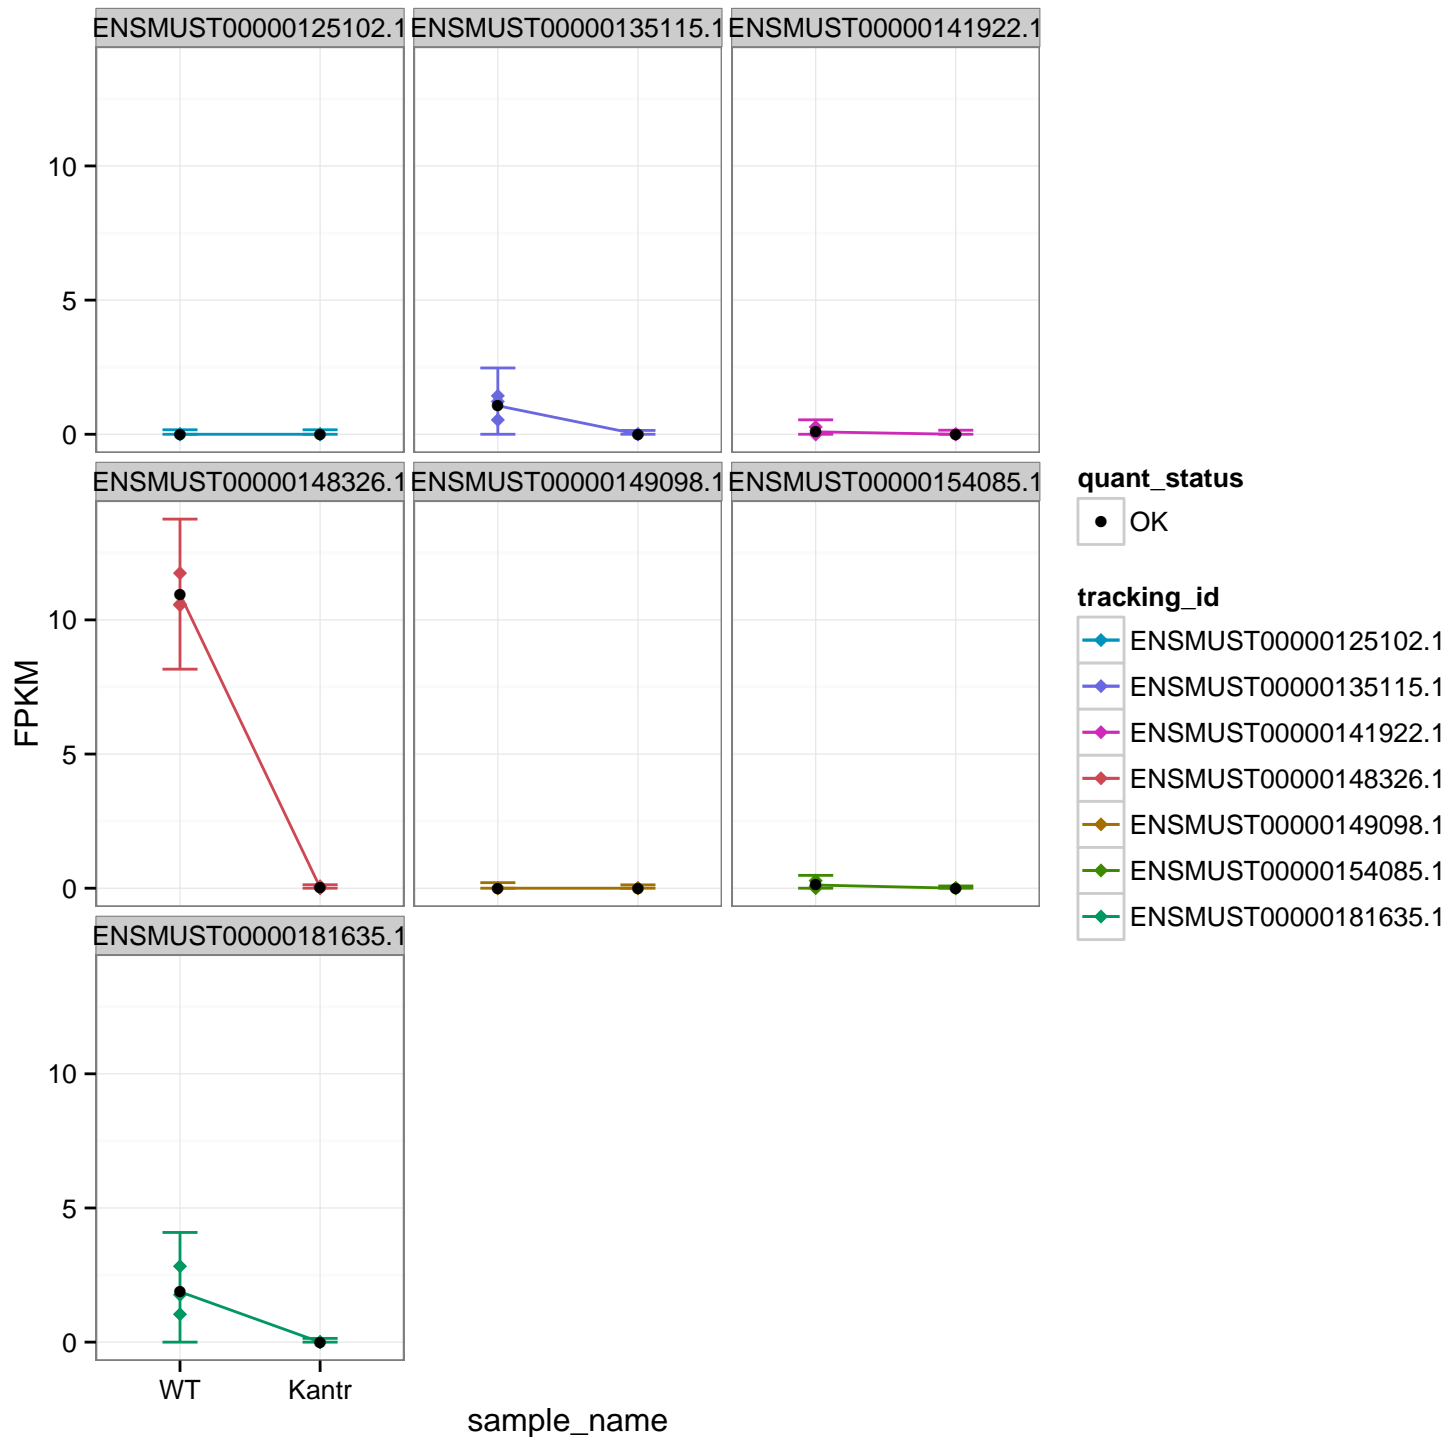 ENSMUST00000125102.1 ENSMUST00000135115.1 ENSMUST00000141922.1
10
5
0
ENSMUST00000148326.1 ENSMUST00000149098.1 ENSMUST00000154085.1
10
5
0
ENSMUST00000181635.1
10
5
0
FPKM
WT Kantr
sample_name
quant_status
OK
tracking_id
ENSMUST00000125102.1
ENSMUST00000135115.1
ENSMUST00000141922.1
ENSMUST00000148326.1
ENSMUST00000149098.1
ENSMUST00000154085.1
ENSMUST00000181635.1